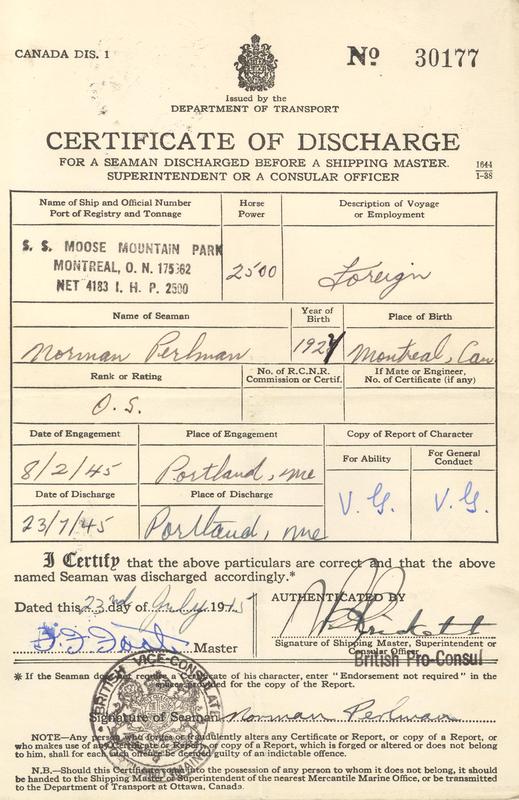 CANADA DIS. 1
No 30177
Issued by the
DEPARTMENT OF TRANSPORT
CERTIFICATE OF DISCHARGE
FOR A SEAMAN DISCHARGED BEFORE A SHIPPING MASTER.
SUPERINTENDENT OR A CONSULAR OFFICER
1644
1-38
Name of Ship and Official Number
Port of Registry and Tonnage
Horse
Power
Description of Voyage
or Employment
S. S. MOOSE MOUNTAIN PARK
MONTREAL, O. N. 175362
NET 4183 I. H. P. 2500
2500
Foreign
Name of Seaman
Year of
Birth
Place of Birth
Norman Perlman
1927
Montreal, Can.
Rank or Rating
No. of R.C.N.R.
Commission or Certif.
If Mate or Engineer,
No. of Certificate (if any)
O.S.
Date of Engagement
Place of Engagement
Copy of Report of Character
For Ability
For General
Conduct
8/2/45
Portland, me
V.G.
V.G.
Date of Discharge
Place of Discharge
23/7/45
Portland, me
I Certify that the above particulars are correct and that the above
named Seaman was discharged accordingly.*
Dated this 23rd day of July 1945
AUTHENTICATED BY
Master
Signature of Shipping Master, Superintendent or
Consular Officer
British Pro-Consul
* If the Seaman does not require a Certificate of his character, enter "Endorsement not required" in the
spaces provided for the copy of the Report.
BRITISH VICE-CONSULATE
Signature of Seaman Norman Perlman
NOTE—Any person who forges or fraudulently alters any Certificate or Report, or copy of a Report, or
who makes use of any Certificate or Report, or copy of a Report, which is forged or altered or does not belong
to him, shall for each such offence be deemed guilty of an indictable offence.
N.B.—Should this Certificate come into the possession of any person to whom it does not belong, it should
be handed to the Shipping Master or Superintendent of the nearest Mercantile Marine Office, or be transmitted
to the Department of Transport at Ottawa, Canada.